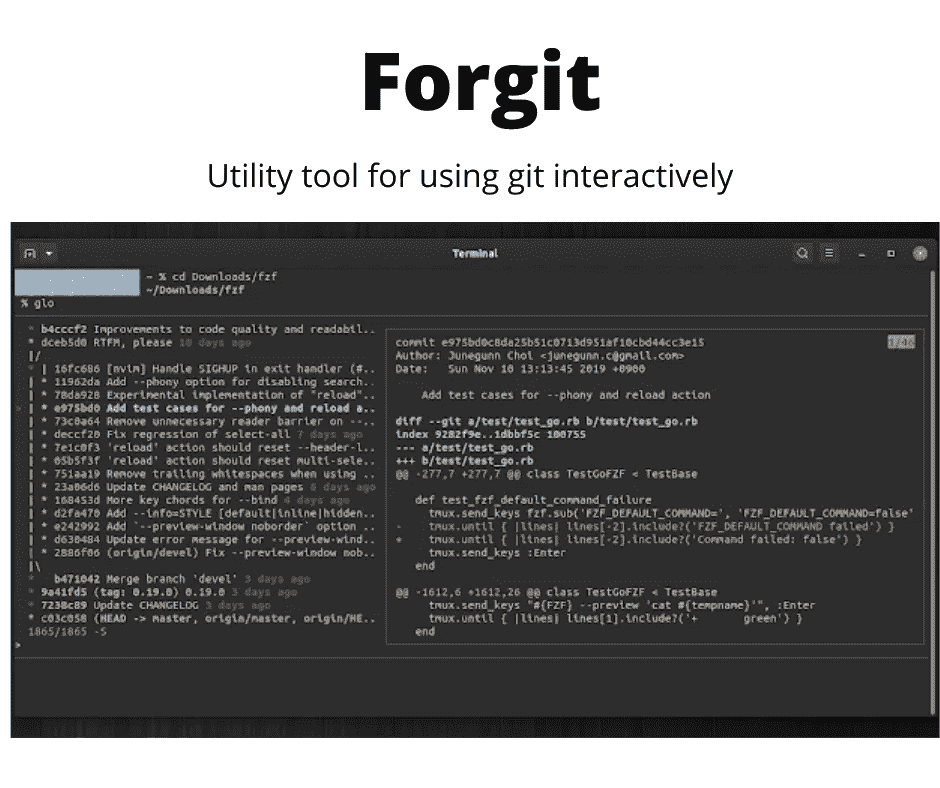 Forgit
Utility tool for using git interactively
Terminal
~ % cd Downloads/fzf
~/Downloads/fzf
% glo
* b4cccf2 Improvements to code quality and readabil..
* dceb5d0 RTFM, please 10 days ago
|/
* | 16fc686 [nvim] Handle SIGHUP in exit handler (#..
| * 11962da Add --phony option for disabling search..
| * 78da928 Experimental implementation of "reload"..
> | * e975bd0 Add test cases for --phony and reload a..
| * 73c0a64 Remove unnecessary reader barrier on --..
| * deccf20 Fix regression of select-all 7 days ago
| * 7e1c0f3 'reload' action should reset --header-l..
| * 65b5f3f 'reload' action should reset multi-sele..
| * 751aa19 Remove trailing whitespaces when using ..
| * 23a06d6 Update CHANGELOG and man pages 6 days ago
| * 168453d More key chords for --bind 4 days ago
| * d2fa470 Add --info=STYLE [default|inline|hidden..
| * e242992 Add `--preview-window noborder` option ..
| * d630484 Update error message for --preview-wind..
| * 2886f06 (origin/devel) Fix --preview-window nob..
|\
* b471042 Merge branch 'devel' 3 days ago
* 9a41fd5 (tag: 0.19.0) 0.19.0 3 days ago
* 7238c89 Update CHANGELOG 3 days ago
* c03c058 (HEAD -> master, origin/master, origin/HE..
1865/1865 -S
>
commit e975bd0c8da25b51c0713d951af10cbd44cc3e15
Author: Junegunn Choi <junegunn.c@gmail.com>
Date: Sun Nov 10 13:13:45 2019 +0900
Add test cases for --phony and reload action
diff --git a/test/test_go.rb b/test/test_go.rb
index 9282f9e..1dbbf5c 100755
--- a/test/test_go.rb
+++ b/test/test_go.rb
@@ -277,7 +277,7 @@ class TestGoFZF < TestBase
def test_fzf_default_command_failure
tmux.send_keys fzf.sub('FZF_DEFAULT_COMMAND=', 'FZF_DEFAULT_COMMAND=false'
- tmux.until { |lines| lines[-2].include?('FZF_DEFAULT_COMMAND failed') }
+ tmux.until { |lines| lines[-2].include?('Command failed: false') }
tmux.send_keys :Enter
end
@@ -1612,6 +1612,26 @@ class TestGoFZF < TestBase
tmux.send_keys "#{FZF} --preview 'cat #{tempname}'", :Enter
tmux.until { |lines| lines[1].include?('+ green') }
end